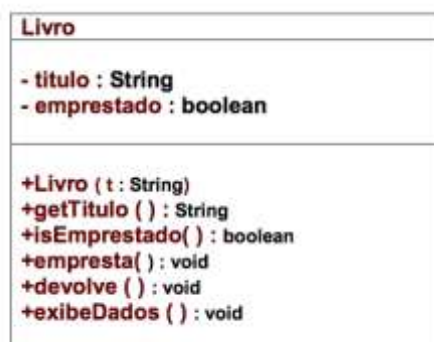 Livro
- titulo : String
- emprestado : boolean
+Livro ( t : String)
+getTitulo ( ) : String
+isEmprestado( ) : boolean
+empresta( ) : void
+devolve ( ) : void
+exibeDados ( ) : void